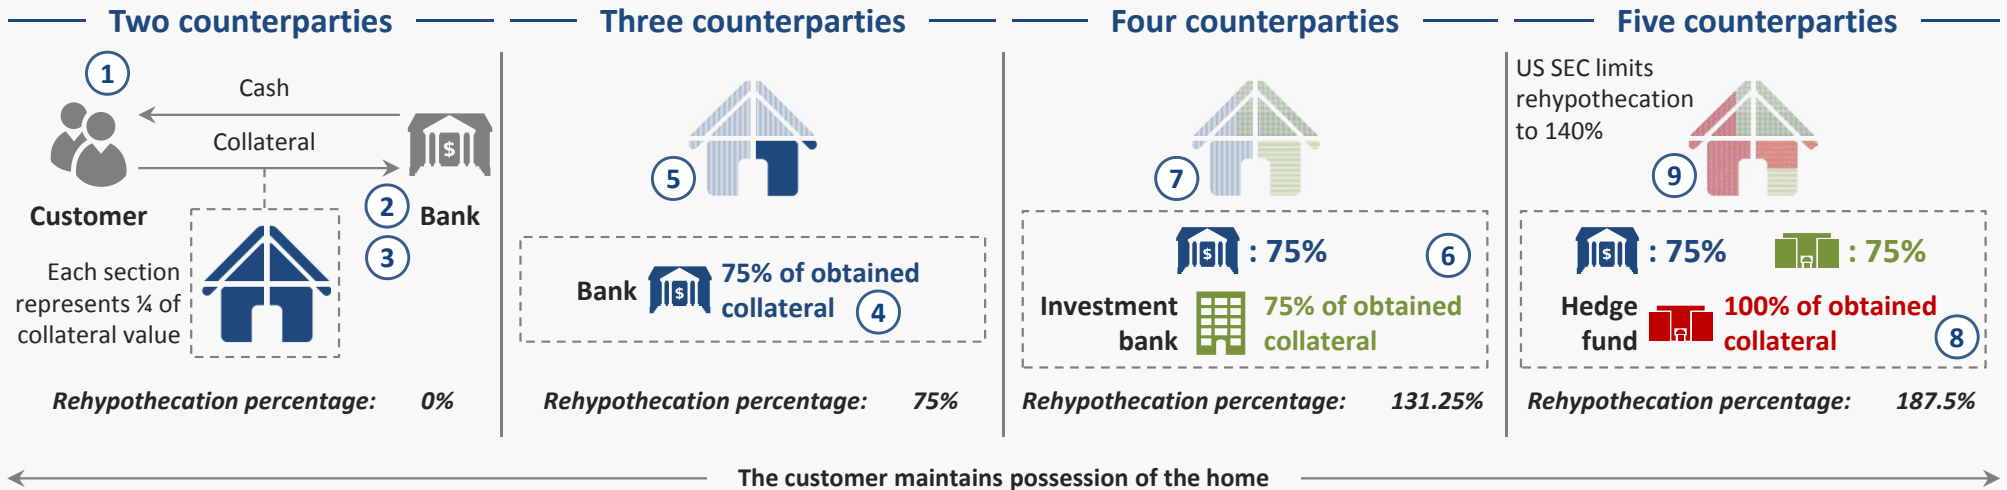 Two counterparties
1
Cash
Collateral
Customer
2
Bank
3
Each section
represents ¼ of
collateral value
$
Rehypothecation percentage: 0%
Three counterparties
5
Bank
$
75% of obtained
collateral
4
Rehypothecation percentage: 75%
Four counterparties
7
$
: 75%
6
Investment
bank
75% of obtained
collateral
Rehypothecation percentage: 131.25%
Five counterparties
US SEC limits
rehypothecation
to 140%
9
$
: 75%
: 75%
Hedge
fund
100% of obtained
collateral
8
Rehypothecation percentage: 187.5%
The customer maintains possession of the home